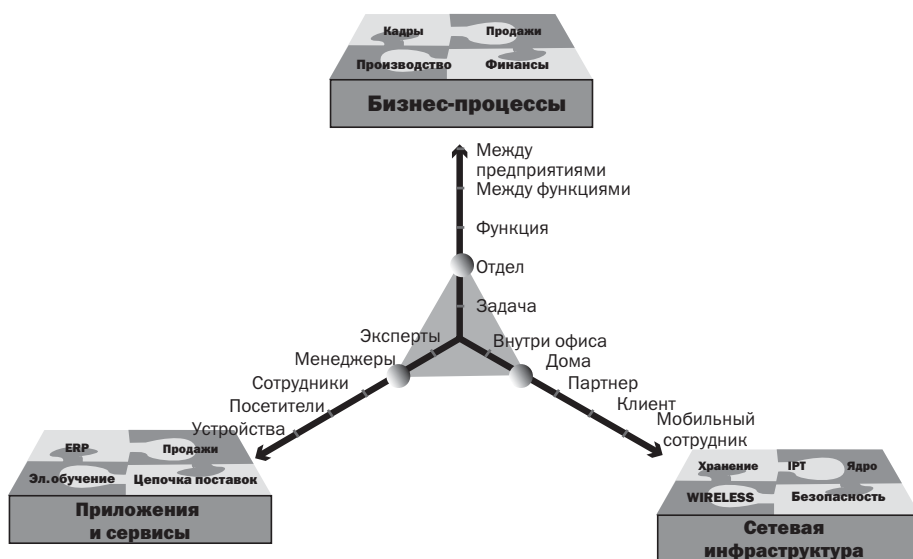 Кадры
Продажи
Производство
Финансы
Бизнес-процессы
Между
предприятиями
Между функциями
Функция
Отдел
Задача
Эксперты
Внутри офиса
Менеджеры
Дома
Сотрудники
Партнер
Посетители
Клиент
Устройства
Мобильный
сотрудник
ERP
Продажи
Эл.обучение
Цепочка поставок
Приложения
и сервисы
Хранение
IPT
Ядро
WIRELESS
Безопасность
Сетевая
инфраструктура